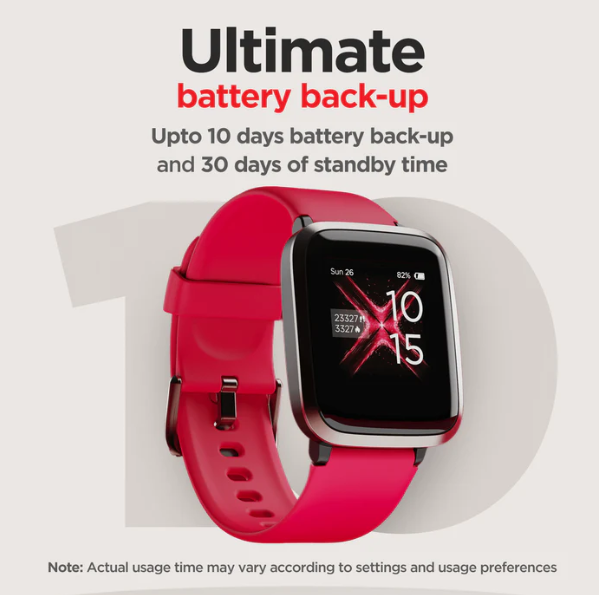 Ultimate
battery back-up
Upto 10 days battery back-up
and 30 days of standby time
10
Sun 26
82%
10
15
23327
3327
Note: Actual usage time may vary according to settings and usage preferences